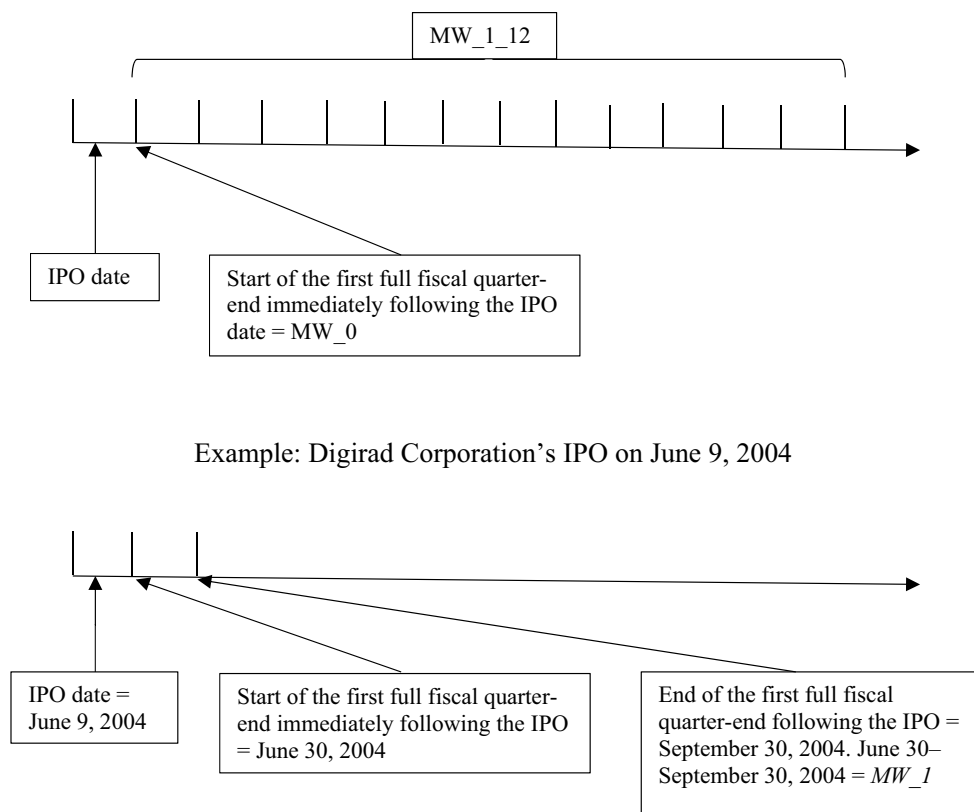 MW_1_12
IPO date
Start of the first full fiscal quarter-
end immediately following the IPO
date = MW_0
Example: Digirad Corporation’s IPO on June 9, 2004
IPO date =
June 9, 2004
Start of the first full fiscal quarter-
end immediately following the IPO
= June 30, 2004
End of the first full fiscal
quarter-end following the IPO =
September 30, 2004. June 30–
September 30, 2004 = MW_1